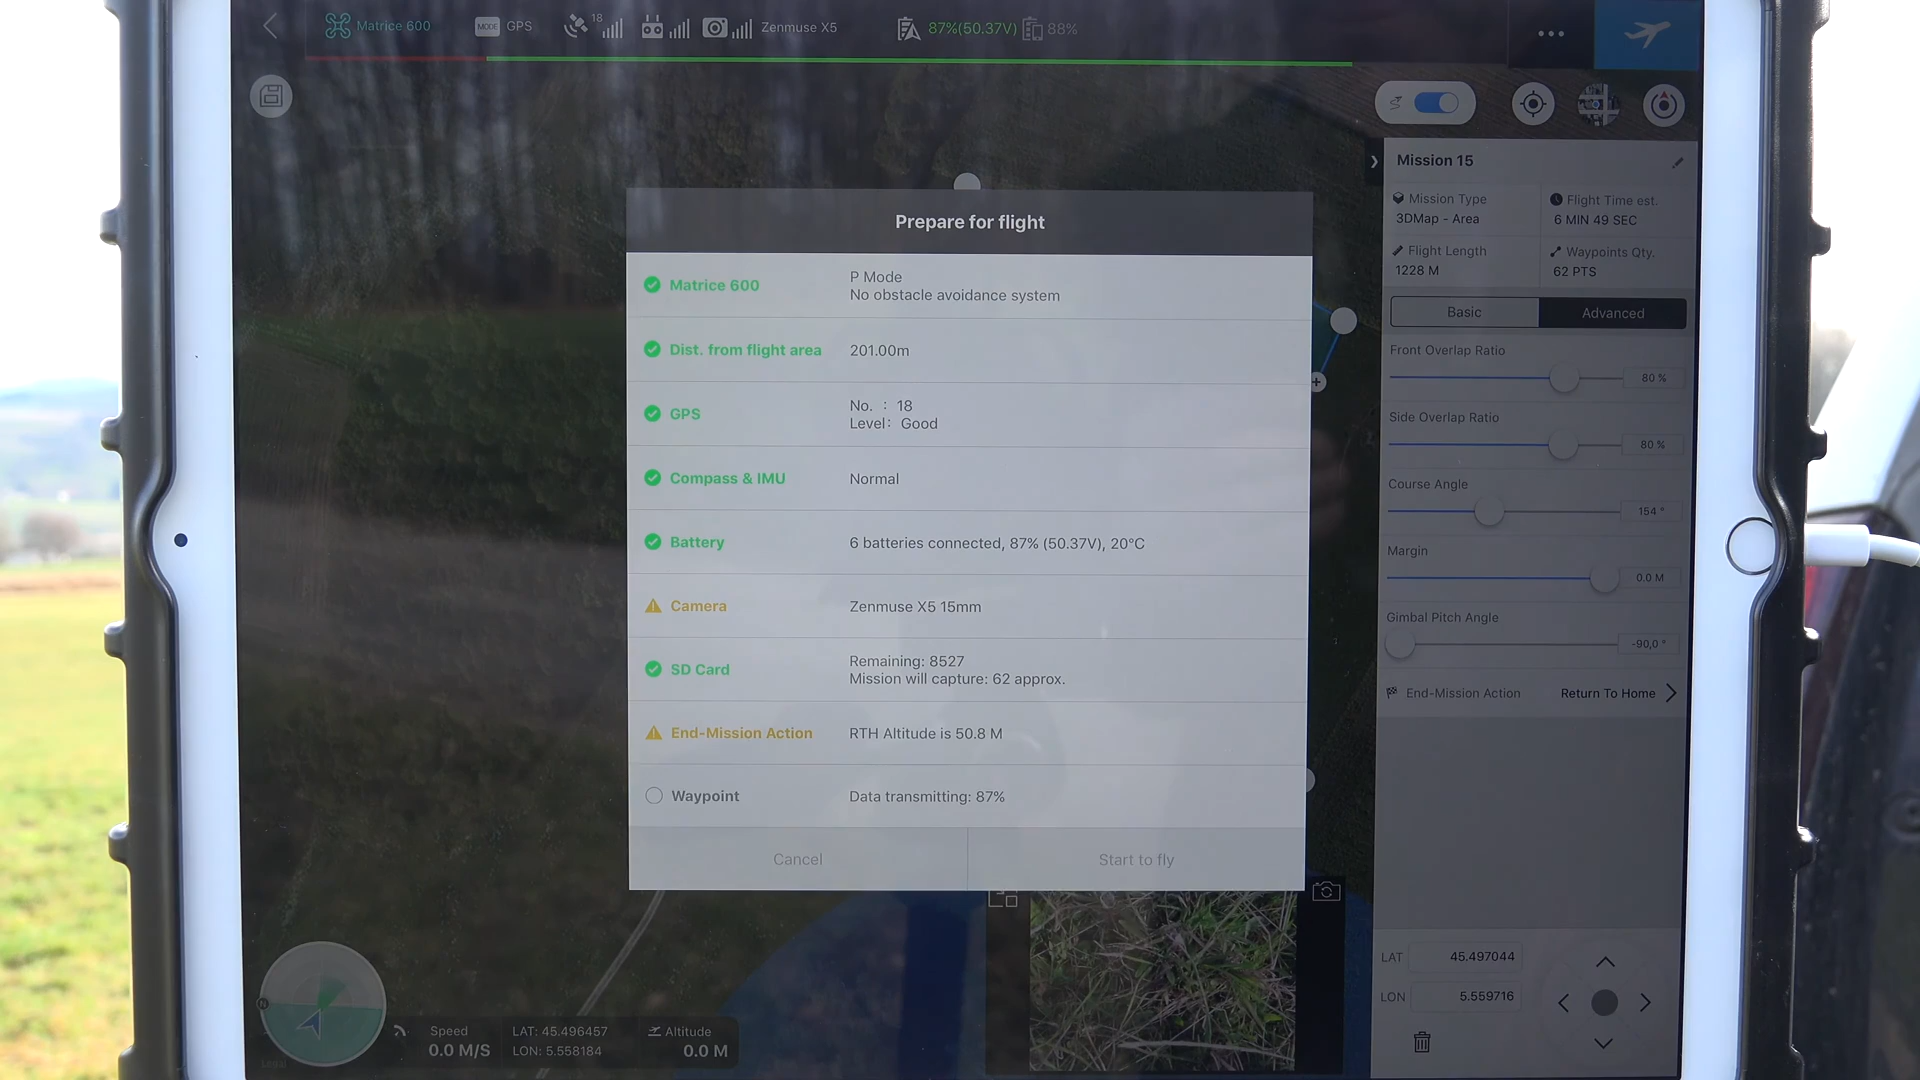 Matrice 600
MODE GPS
18
Zenmuse X5
87%(50.37V)
88%
Mission 15
Mission Type
3DMap - Area
Flight Time est.
6 MIN 49 SEC
Flight Length
1228 M
Waypoints Qty.
62 PTS
Basic
Advanced
Front Overlap Ratio
80 %
Side Overlap Ratio
80 %
Course Angle
154 °
Margin
0.0 M
Gimbal Pitch Angle
-90,0 °
End-Mission Action
Return To Home
LAT 45.497044
LON 5.559716
Prepare for flight
Matrice 600
P Mode
No obstacle avoidance system
Dist. from flight area
201.00m
GPS
No. : 18
Level: Good
Compass & IMU
Normal
Battery
6 batteries connected, 87% (50.37V), 20°C
Camera
Zenmuse X5 15mm
SD Card
Remaining: 8527
Mission will capture: 62 approx.
End-Mission Action
RTH Altitude is 50.8 M
Waypoint
Data transmitting: 87%
Cancel
Start to fly
N
Speed
0.0 M/S
LAT: 45.496457
LON: 5.558184
Altitude
0.0 M